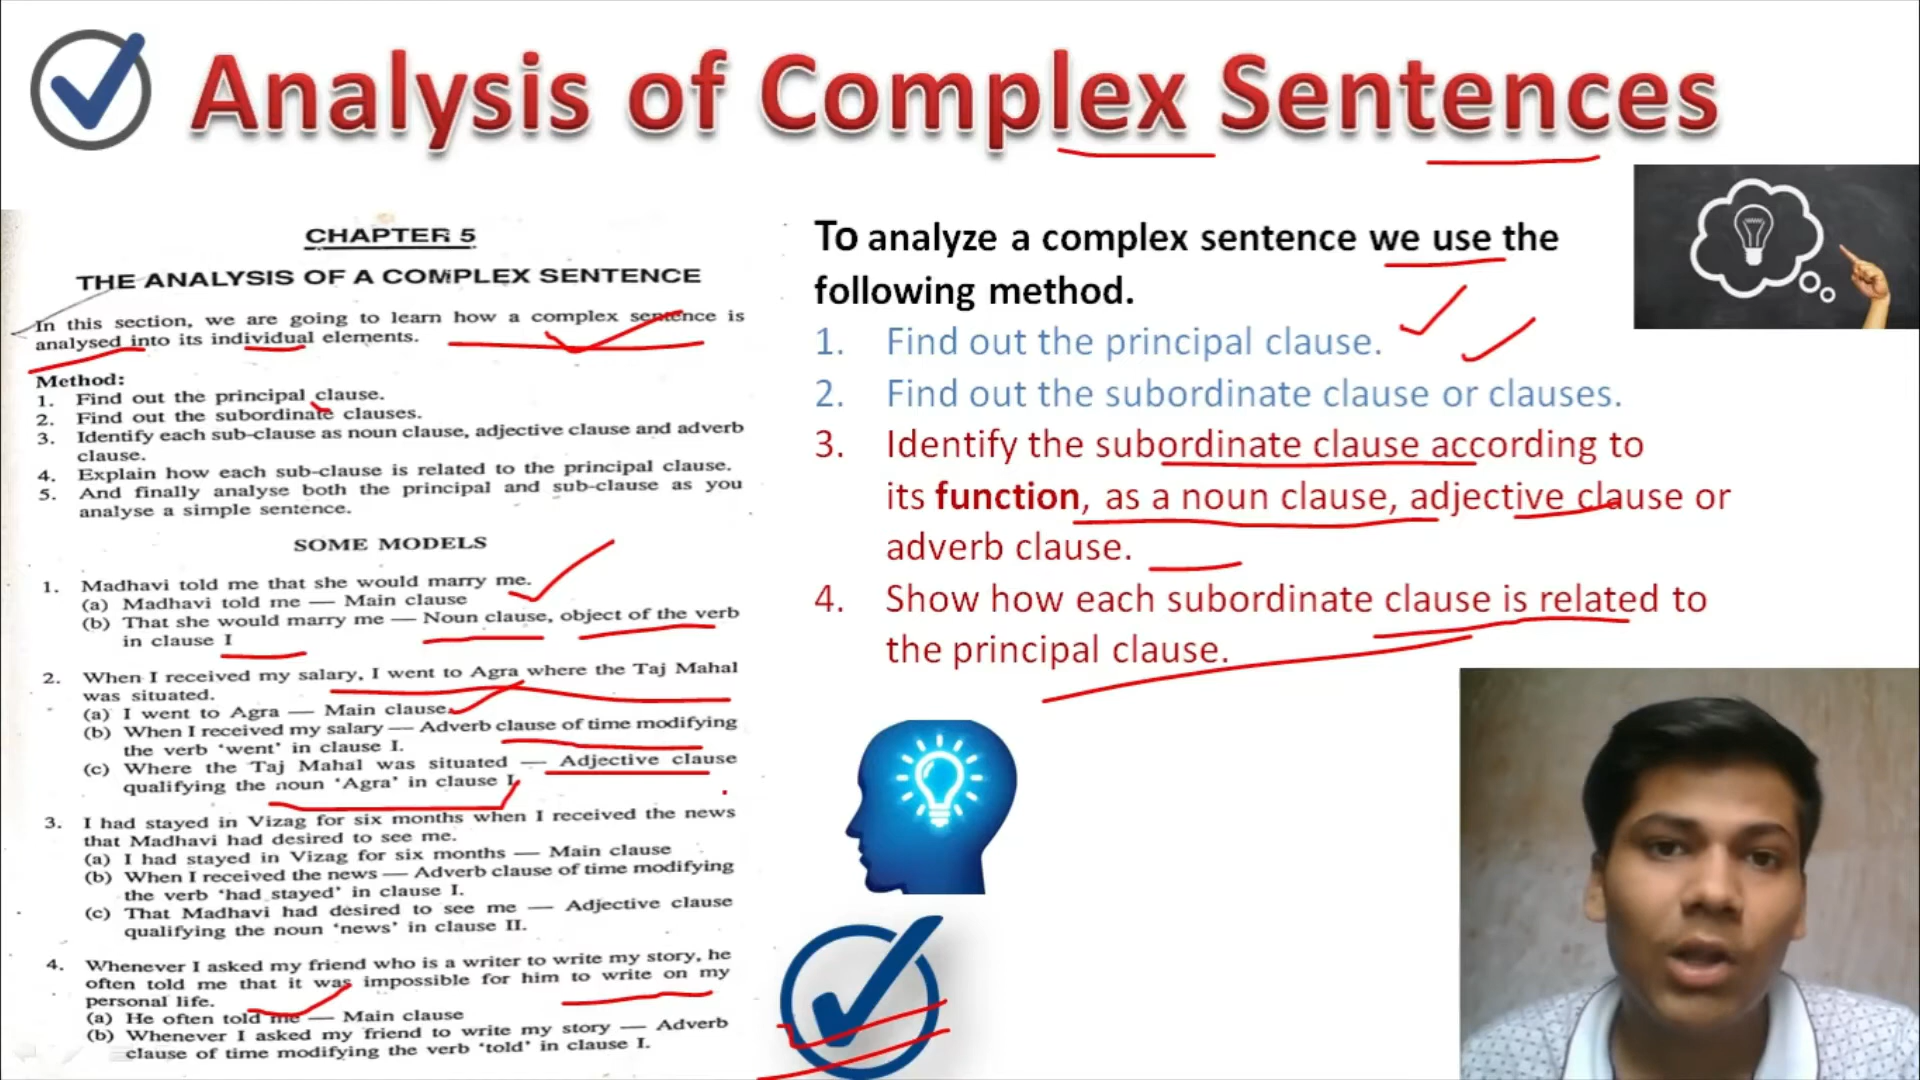 Analysis of Complex Sentences
CHAPTER 5
THE ANALYSIS OF A COMPLEX SENTENCE
In this section, we are going to learn how a complex sentence is
analysed into its individual elements.
Method:
1. Find out the principal clause.
2. Find out the subordinate clauses.
3. Identify each sub-clause as noun clause, adjective clause and adverb
clause.
4. Explain how each sub-clause is related to the principal clause.
5. And finally analyse both the principal and sub-clause as you
analyse a simple sentence.
SOME MODELS
1. Madhavi told me that she would marry me.
(a) Madhavi told me — Main clause
(b) That she would marry me — Noun clause, object of the verb
in clause I
2. When I received my salary, I went to Agra where the Taj Mahal
was situated.
(a) I went to Agra — Main clause.
(b) When I received my salary — Adverb clause of time modifying
the verb ‘went’ in clause I.
(c) Where the Taj Mahal was situated — Adjective clause
qualifying the noun ‘Agra’ in clause I.
3. I had stayed in Vizag for six months when I received the news
that Madhavi had desired to see me.
(a) I had stayed in Vizag for six months — Main clause
(b) When I received the news — Adverb clause of time modifying
the verb ‘had stayed’ in clause I.
(c) That Madhavi had desired to see me — Adjective clause
qualifying the noun ‘news’ in clause II.
4. Whenever I asked my friend who is a writer to write my story, he
often told me that it was impossible for him to write on my
personal life.
(a) He often told me — Main clause
(b) Whenever I asked my friend to write my story — Adverb
clause of time modifying the verb ‘told’ in clause I.
To analyze a complex sentence we use the
following method.
1. Find out the principal clause.
2. Find out the subordinate clause or clauses.
3. Identify the subordinate clause according to
its function, as a noun clause, adjective clause or
adverb clause.
4. Show how each subordinate clause is related to
the principal clause.